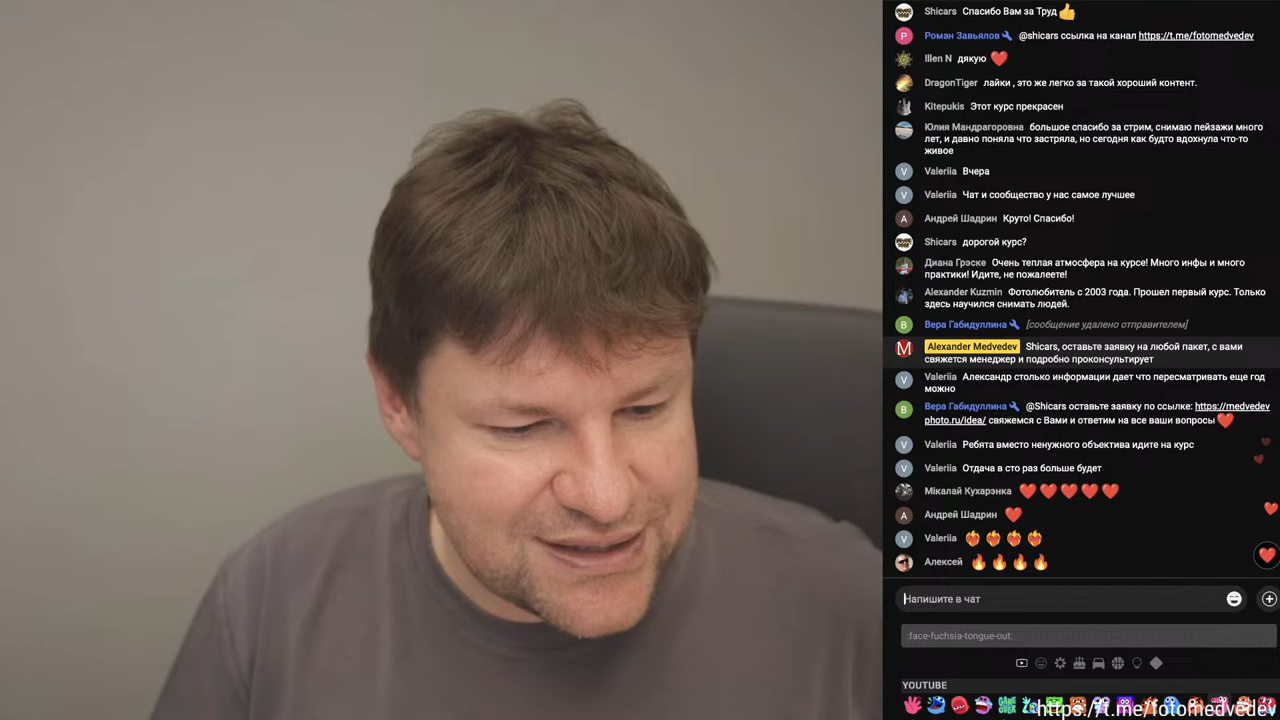 Shicars Спасибо Вам за Труд
Роман Завьялов @shicars ссылка на канал https://t.me/fotomedvedev
Illen N дякую
DragonTiger лайки , это же легко за такой хороший контент.
Kitepukis Этот курс прекрасен
Юлия Мандрагоровна большое спасибо за стрим, снимаю пейзажи много
лет, и давно поняла что застряла, но сегодня как будто вдохнула что-то
живое
V Valeriia Вчера
V Valeriia Чат и сообщество у нас самое лучшее
А Андрей Шадрин Круто! Спасибо!
Shicars дорогой курс?
Диана Грэске Очень теплая атмосфера на курсе! Много инфы и много
практики! Идите, не пожалеете!
Alexander Kuzmin Фотолюбитель с 2003 года. Прошел первый курс. Только
здесь научился снимать людей.
В Вера Габидуллина [сообщение удалено отправителем]
M Alexander Medvedev Shicars, оставьте заявку на любой пакет, с вами
свяжется менеджер и подробно проконсультирует
V Valeriia Александр столько информации дает что пересматривать еще год
можно
В Вера Габидуллина @Shicars оставьте заявку по ссылке: https://medvedev
photo.ru/idea/ свяжемся с Вами и ответим на все ваши вопросы
V Valeriia Ребята вместо ненужного объектива идите на курс
V Valeriia Отдача в сто раз больше будет
Мікалай Кухарэнка
А Андрей Шадрин
V Valeriia
Алексей
Напишите в чат
:face-fuchsia-tongue-out:
YOUTUBE
GAME
OVER
https://t.me/fotomedvedev